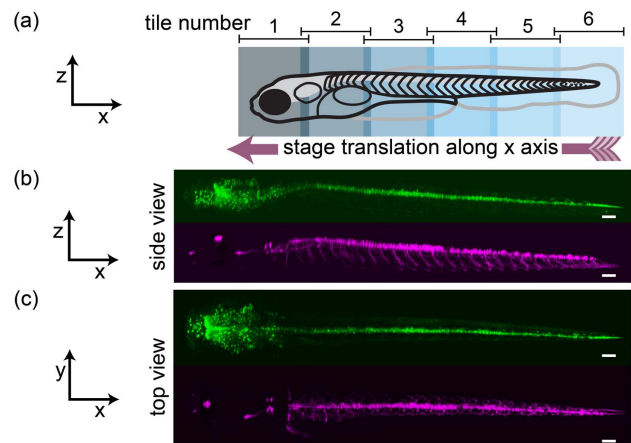 (a)
tile number
1 2 3 4 5 6
z
x
stage translation along x axis
(b)
z
x
side view
(c)
y
x
top view